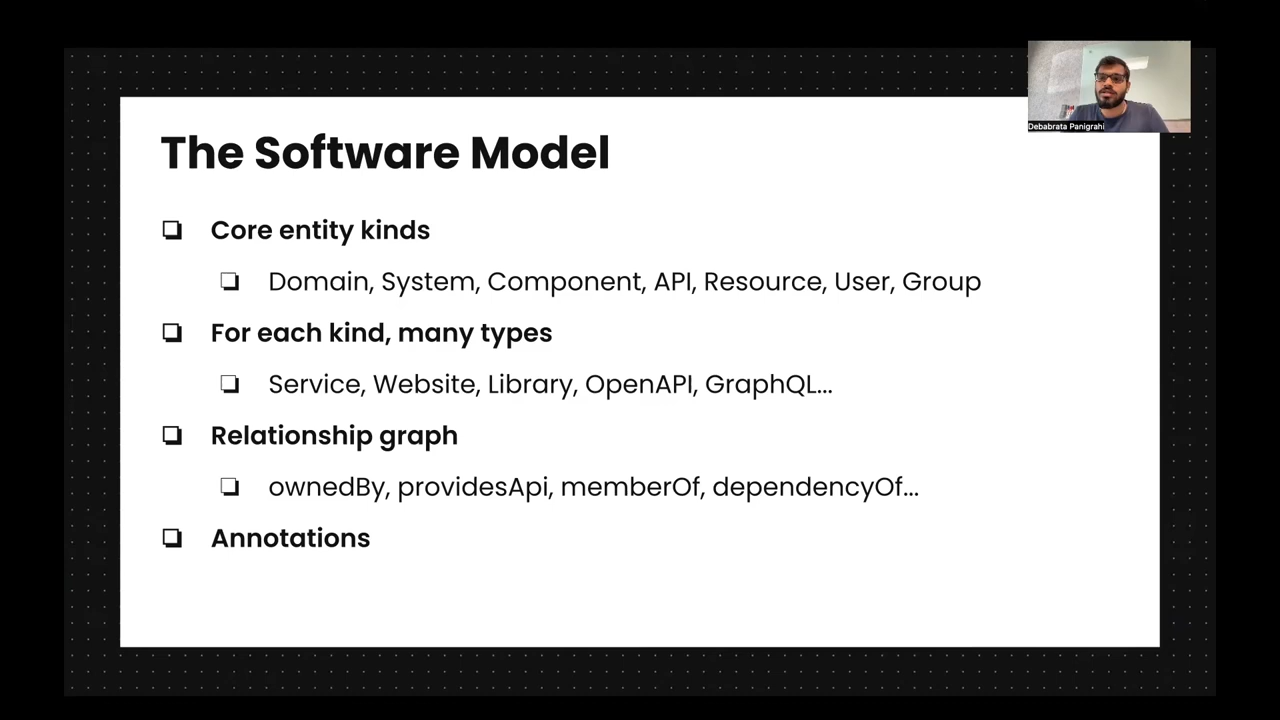 Debabrata Panigrahi
The Software Model
❏ Core entity kinds
❏ Domain, System, Component, API, Resource, User, Group
❏ For each kind, many types
❏ Service, Website, Library, OpenAPI, GraphQL...
❏ Relationship graph
❏ ownedBy, providesApi, memberOf, dependencyOf...
❏ Annotations